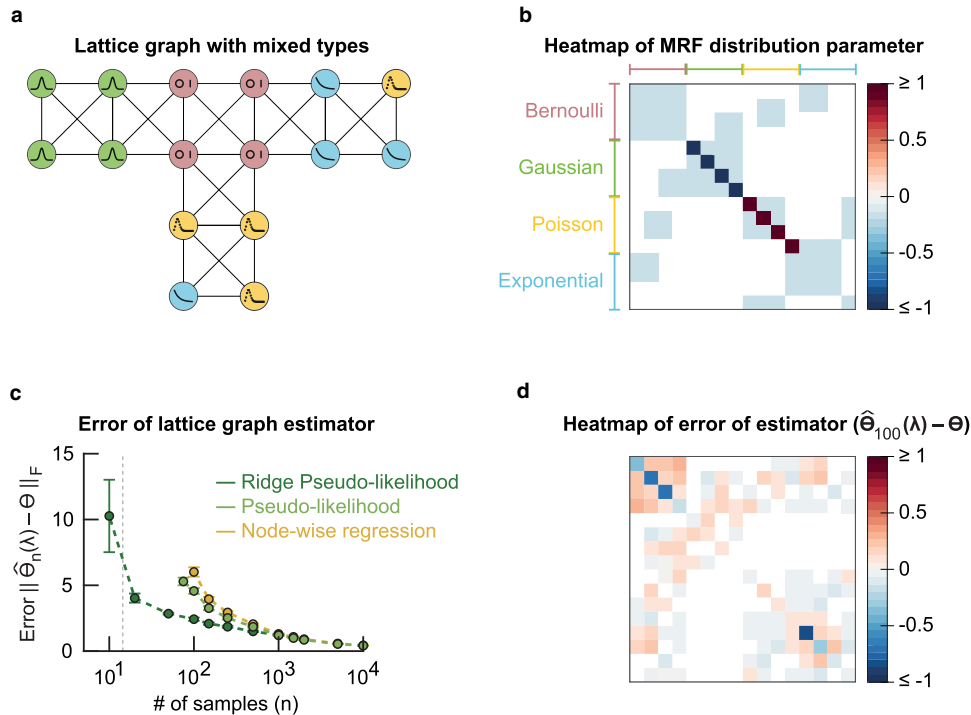 a
Lattice graph with mixed types
b
Heatmap of MRF distribution parameter
Bernoulli
Gaussian
Poisson
Exponential
≥ 1
0.5
0
-0.5
≤ -1
c
Error of lattice graph estimator
Error || Θ̂n(λ) – Θ ||F
15
10
5
0
Ridge Pseudo-likelihood
Pseudo-likelihood
Node-wise regression
10¹ 10² 10³ 10⁴
# of samples (n)
d
Heatmap of error of estimator (Θ̂100(λ) – Θ)
≥ 1
0.5
0
-0.5
≤ -1